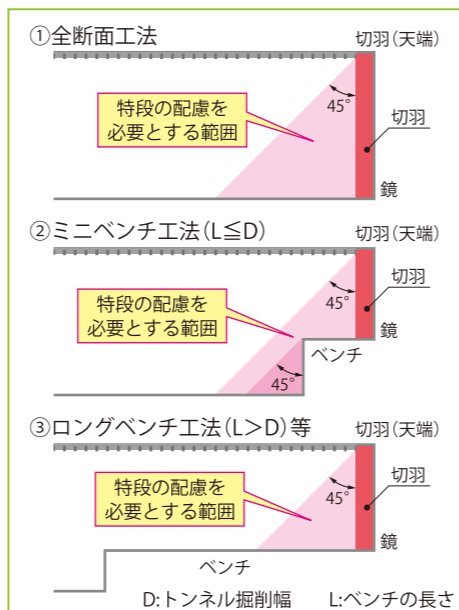 ①全断面工法
切羽(天端)
45°
特段の配慮を
必要とする範囲
切羽
鏡
②ミニベンチ工法(L≦D)
切羽(天端)
45°
特段の配慮を
必要とする範囲
切羽
鏡
ベンチ
45°
③ロングベンチ工法(L>D)等
切羽(天端)
45°
特段の配慮を
必要とする範囲
切羽
鏡
ベンチ
D:トンネル掘削幅 L:ベンチの長さ